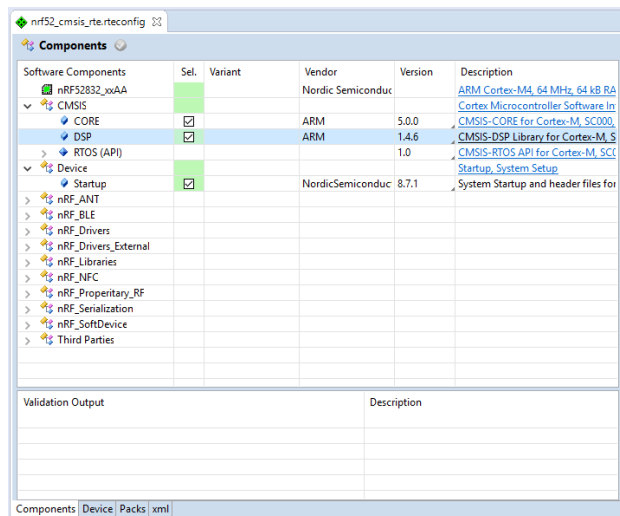 nrf52_cmsis_rte.rteconfig
Components
Software Components Sel. Variant Vendor Version Description
nRF52832_xxAA Nordic Semiconduc ARM Cortex-M4, 64 MHz, 64 kB RA
CMSIS Cortex Microcontroller Software In
CORE ARM 5.0.0 CMSIS-CORE for Cortex-M, SC000,
DSP ARM 1.4.6 CMSIS-DSP Library for Cortex-M, S
RTOS (API) 1.0 CMSIS-RTOS API for Cortex-M, SC0
Device Startup, System Setup
Startup NordicSemiconduc 8.7.1 System Startup and header files for
nRF_ANT
nRF_BLE
nRF_Drivers
nRF_Drivers_External
nRF_Libraries
nRF_NFC
nRF_Properitary_RF
nRF_Serialization
nRF_SoftDevice
Third Parties
Validation Output Description
Components Device Packs xml